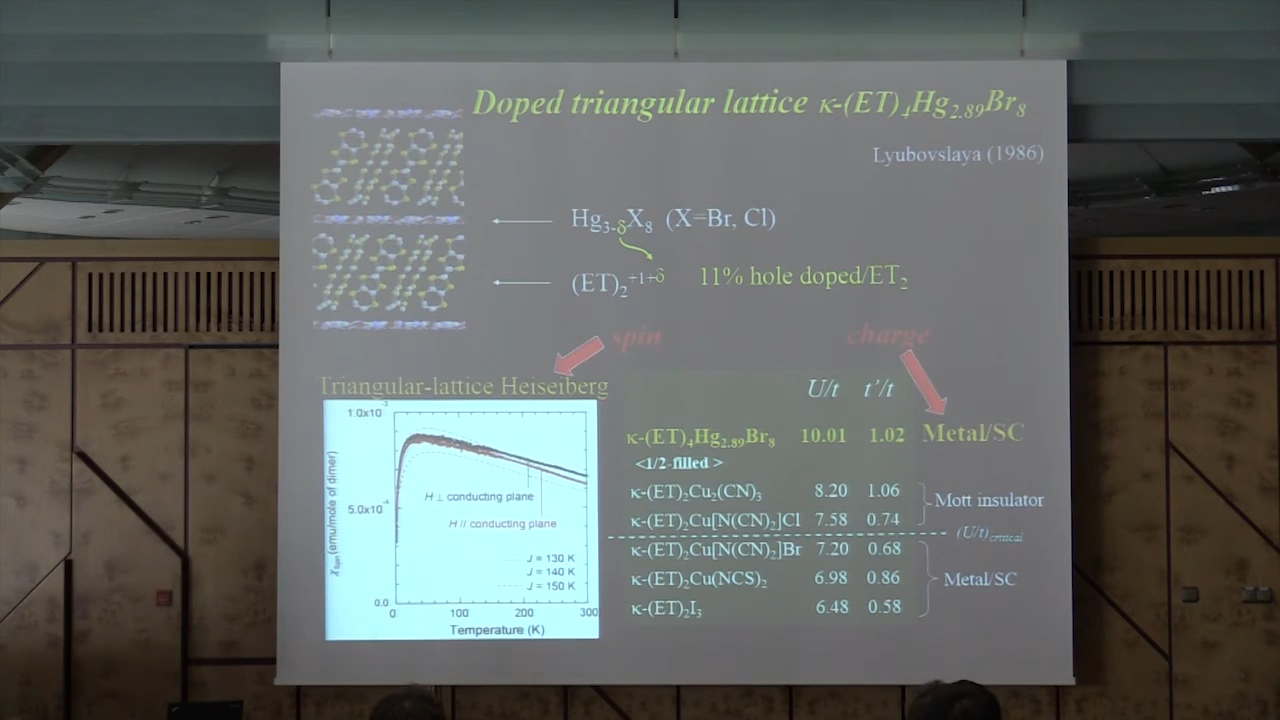 Doped triangular lattice κ-(ET)₄Hg₂.₈₉Br₈
Lyubovslaya (1986)
Hg₃₋δX₈ (X=Br, Cl)
(ET)₂⁺¹⁺δ 11% hole doped/ET₂
spin
charge
Triangular-lattice Heiseiberg
U/t t'/t
κ-(ET)₄Hg₂.₈₉Br₈ 10.01 1.02 Metal/SC
<1/2-filled >
κ-(ET)₂Cu₂(CN)₃ 8.20 1.06
Mott insulator
κ-(ET)₂Cu[N(CN)₂]Cl 7.58 0.74
(U/t)critical
κ-(ET)₂Cu[N(CN)₂]Br 7.20 0.68
κ-(ET)₂Cu(NCS)₂ 6.98 0.86
Metal/SC
κ-(ET)₂I₃ 6.48 0.58
1.0x10⁻³
5.0x10⁻⁴
0.0
χspin(emu/mole of dimer)
H ⊥ conducting plane
H // conducting plane
J = 130 K
J = 140 K
J = 150 K
0 100 200 300
Temperature (K)